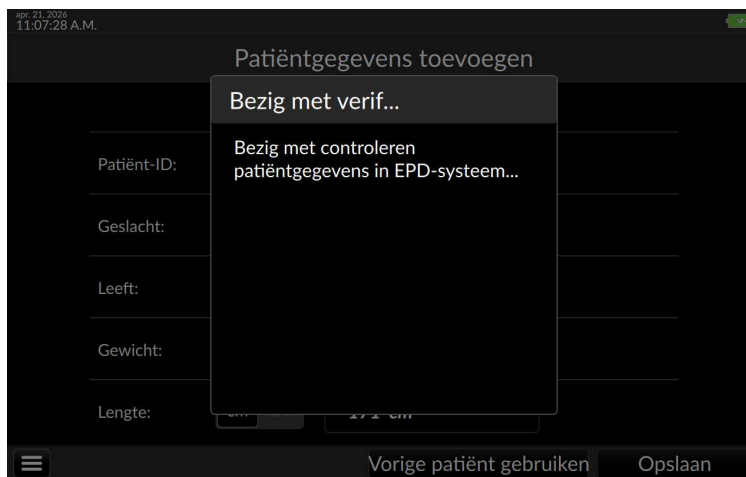 apr. 21, 2026
11:07:28 A.M.
Patiëntgegevens toevoegen
Bezig met verif...
Bezig met controleren
patiëntgegevens in EPD-systeem...
Patiënt-ID:
Geslacht:
Leeft:
Gewicht:
Lengte:
Vorige patiënt gebruiken
Opslaan